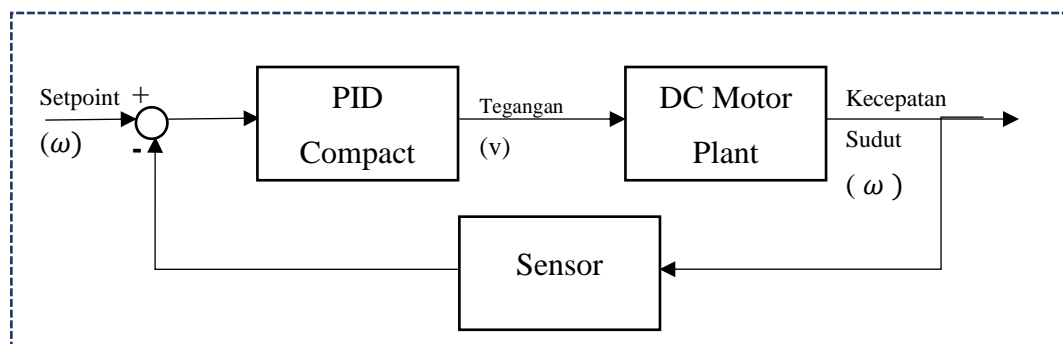 Setpoint +
(ω)
-
PID
Compact
Tegangan
(v)
DC Motor
Plant
Kecepatan
Sudut
( ω )
Sensor